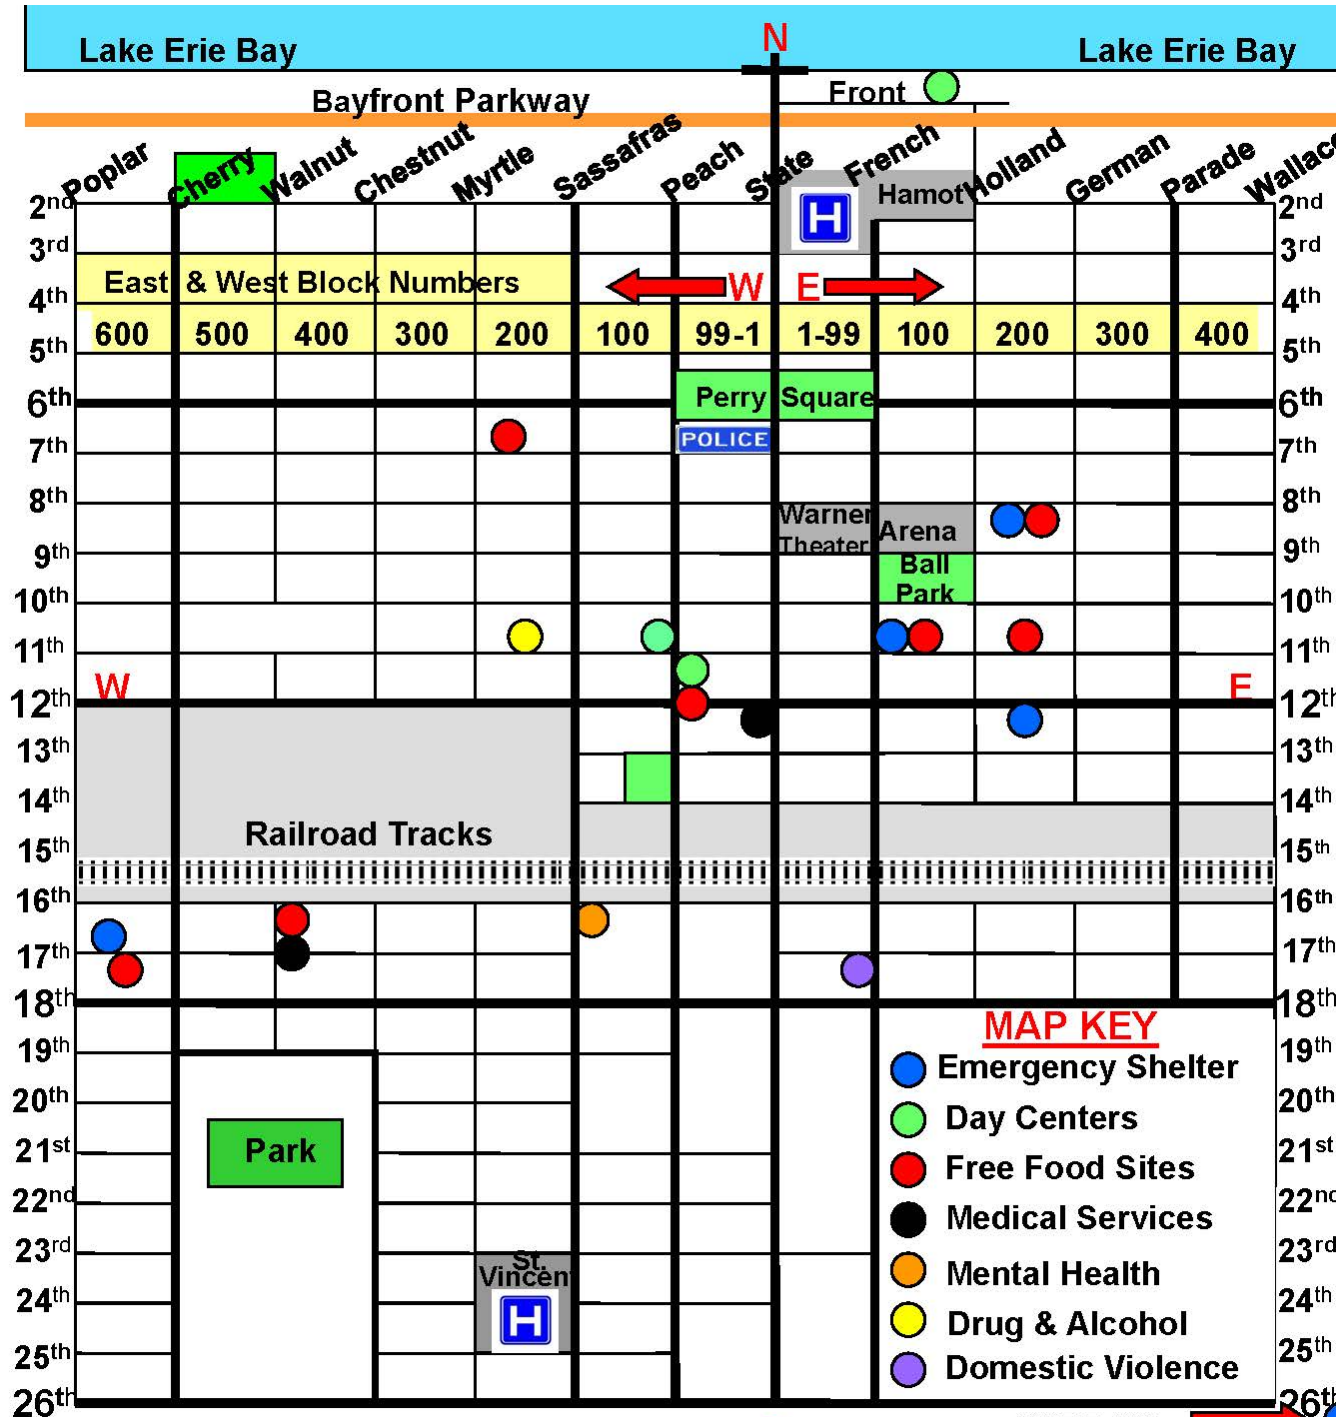 N
Lake Erie Bay
Lake Erie Bay
Front
Bayfront Parkway
Poplar
Cherry
Walnut
Chestnut
Myrtle
Sassafras
Peach
State
French
Holland
German
Parade
Wallace
H
Hamot
2nd
2nd
3rd
3rd
East & West Block Numbers
W E
4th
4th
600 500 400 300 200 100 99-1 1-99 100 200 300 400
5th
5th
6th
Perry Square
6th
POLICE
7th
7th
8th
8th
Warner
Theater
Arena
9th
9th
Ball
Park
10th
10th
11th
11th
W
E
12th
12th
13th
13th
14th
14th
Railroad Tracks
15th
15th
16th
16th
17th
17th
18th
18th
MAP KEY
19th
19th
Emergency Shelter
20th
20th
Day Centers
Park
21st
21st
Free Food Sites
22nd
22nd
Medical Services
23rd
23rd
St.
Vincent
Mental Health
24th
24th
H
Drug & Alcohol
25th
25th
Domestic Violence
26th
26th